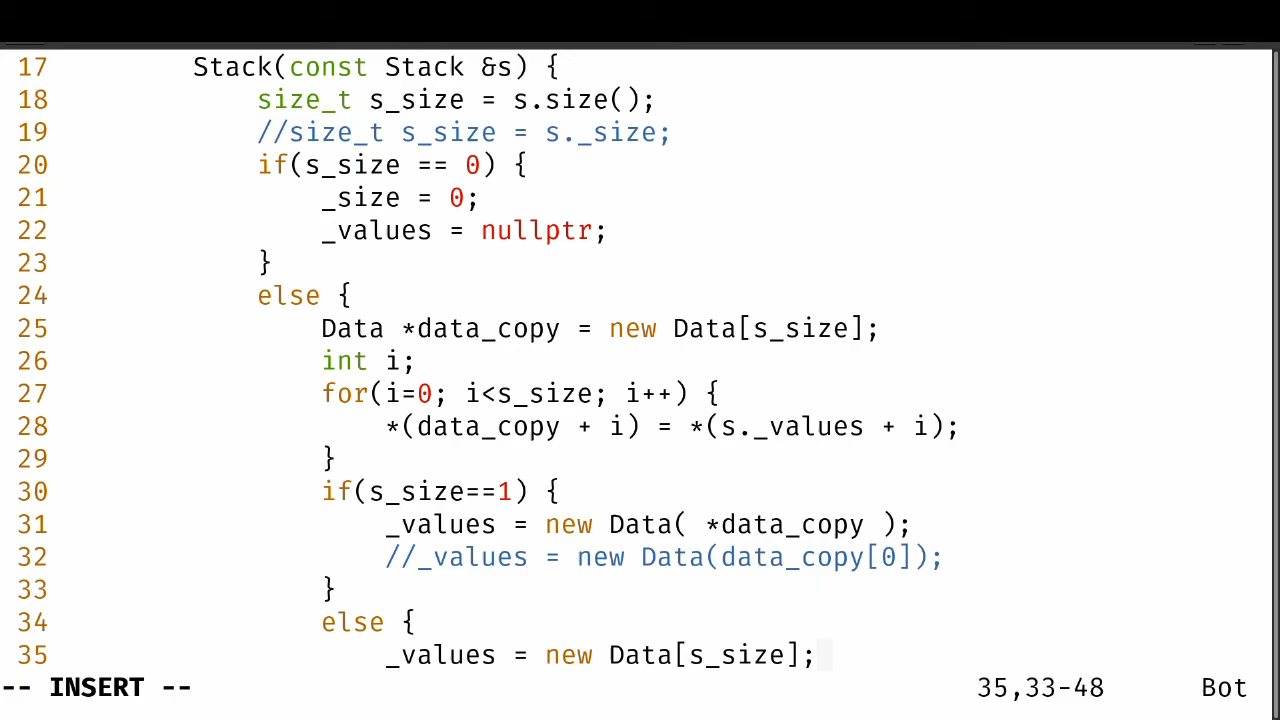 17         Stack(const Stack &s) {
18             size_t s_size = s.size();
19             //size_t s_size = s._size;
20             if(s_size == 0) {
21                 _size = 0;
22                 _values = nullptr;
23             }
24             else {
25                 Data *data_copy = new Data[s_size];
26                 int i;
27                 for(i=0; i<s_size; i++) {
28                     *(data_copy + i) = *(s._values + i);
29                 }
30                 if(s_size==1) {
31                     _values = new Data( *data_copy );
32                     //_values = new Data(data_copy[0]);
33                 }
34                 else {
35                     _values = new Data[s_size];
-- INSERT --                                                 35,33-48      Bot